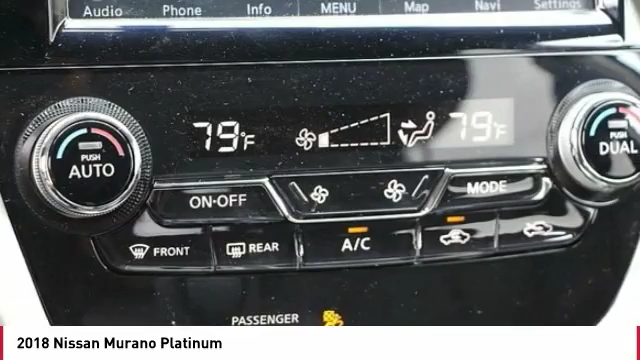 Audio Phone Info MENU Map Navi Settings
79°F 79°F
PUSH AUTO
PUSH DUAL
ON·OFF MODE
FRONT REAR A/C
PASSENGER
2018 Nissan Murano Platinum